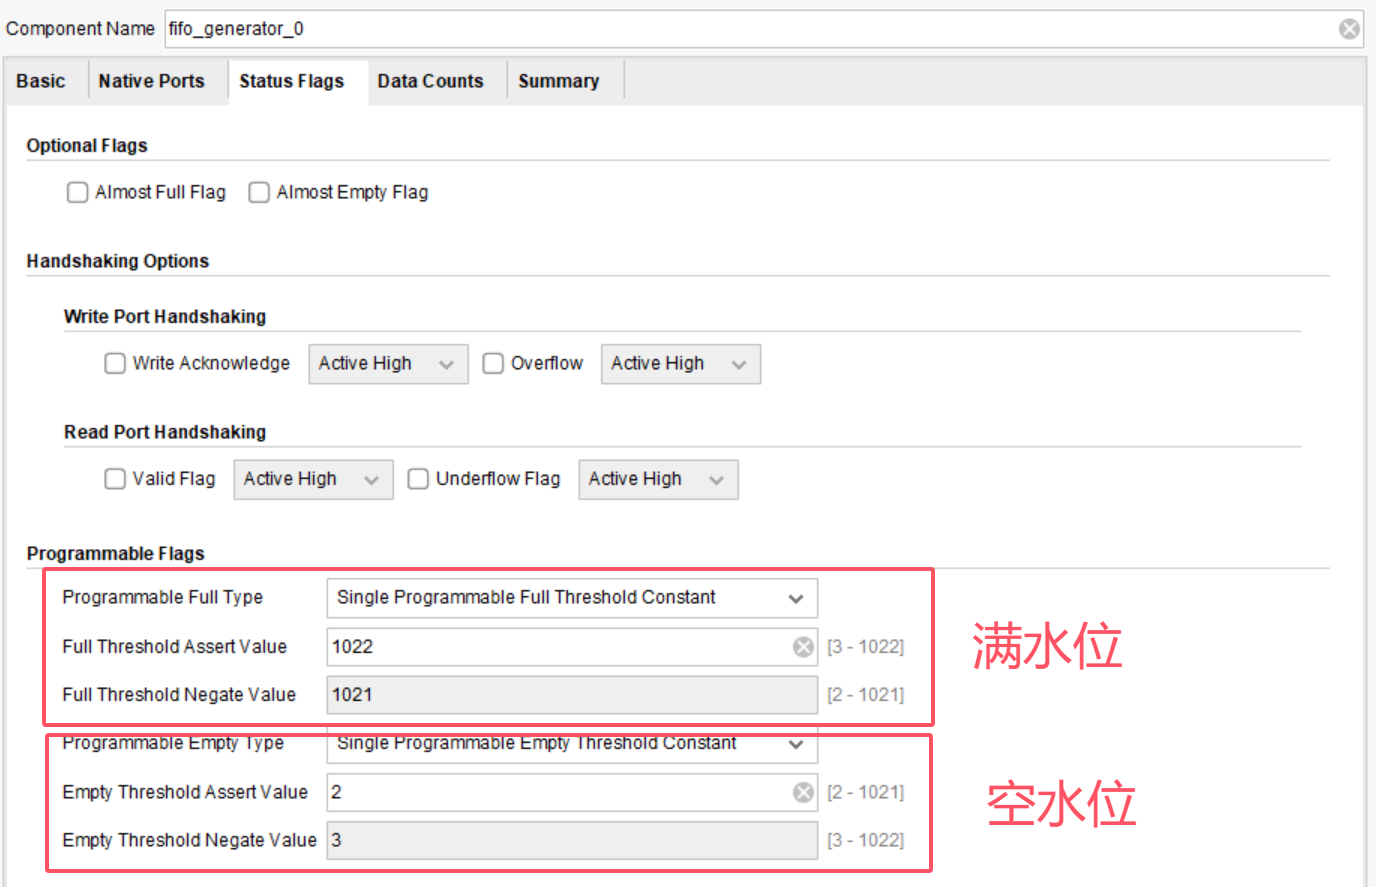 Component Name fifo_generator_0
Basic Native Ports Status Flags Data Counts Summary
Optional Flags
Almost Full Flag Almost Empty Flag
Handshaking Options
Write Port Handshaking
Write Acknowledge Active High Overflow Active High
Read Port Handshaking
Valid Flag Active High Underflow Flag Active High
Programmable Flags
Programmable Full Type Single Programmable Full Threshold Constant
Full Threshold Assert Value 1022 [3 - 1022]
满水位
Full Threshold Negate Value 1021 [2 - 1021]
Programmable Empty Type Single Programmable Empty Threshold Constant
Empty Threshold Assert Value 2 [2 - 1021]
空水位
Empty Threshold Negate Value 3 [3 - 1022]